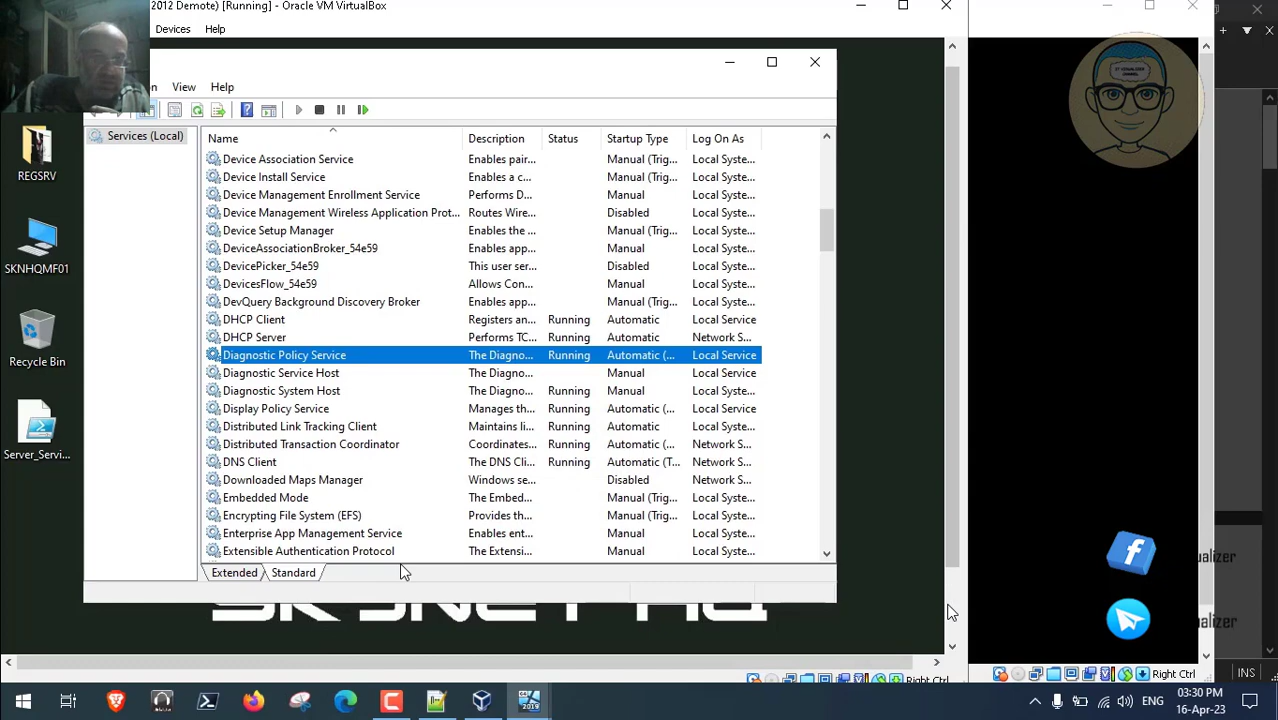 2012 Demote) [Running] - Oracle VM VirtualBox
Devices Help
View Help
REGSRV
SKNHQMF01
Recycle Bin
Server_Servi...
Services (Local)
Name Description Status Startup Type Log On As
Device Association Service Enables pair... Manual (Trig... Local Syste...
Device Install Service Enables a c... Manual (Trig... Local Syste...
Device Management Enrollment Service Performs D... Manual Local Syste...
Device Management Wireless Application Prot... Routes Wire... Disabled Local Syste...
Device Setup Manager Enables the ... Manual (Trig... Local Syste...
DeviceAssociationBroker_54e59 Enables app... Manual Local Syste...
DevicePicker_54e59 This user ser... Disabled Local Syste...
DevicesFlow_54e59 Allows Con... Manual Local Syste...
DevQuery Background Discovery Broker Enables app... Manual (Trig... Local Syste...
DHCP Client Registers an... Running Automatic Local Service
DHCP Server Performs TC... Running Automatic Network S...
Diagnostic Policy Service The Diagno... Running Automatic (... Local Service
Diagnostic Service Host The Diagno... Manual Local Service
Diagnostic System Host The Diagno... Running Manual Local Syste...
Display Policy Service Manages th... Running Automatic (... Local Service
Distributed Link Tracking Client Maintains li... Running Automatic Local Syste...
Distributed Transaction Coordinator Coordinates... Running Automatic (... Network S...
DNS Client The DNS Cli... Running Automatic (T... Network S...
Downloaded Maps Manager Windows se... Disabled Network S...
Embedded Mode The Embed... Manual (Trig... Local Syste...
Encrypting File System (EFS) Provides th... Manual (Trig... Local Syste...
Enterprise App Management Service Enables ent... Manual Local Syste...
Extensible Authentication Protocol The Extensi... Manual Local Syste...
Extended Standard
Right Ctrl
Right Ctrl
INS
2019
ENG
03:30 PM
16-Apr-23